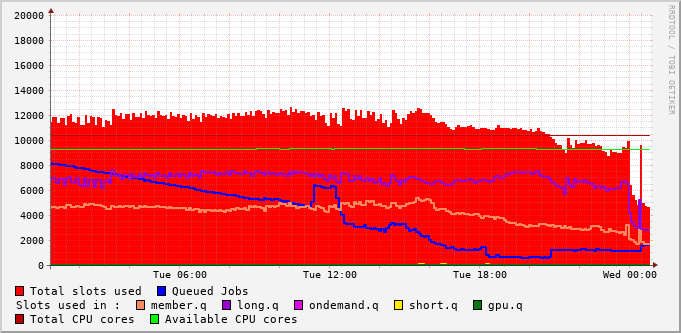 20000
18000
16000
14000
12000
10000
8000
6000
4000
2000
0
Tue 06:00 Tue 12:00 Tue 18:00 Wed 00:00
RRDTOOL / TOBI OETIKER
Total slots used Queued Jobs
Slots used in : member.q long.q ondemand.q short.q gpu.q
Total CPU cores Available CPU cores